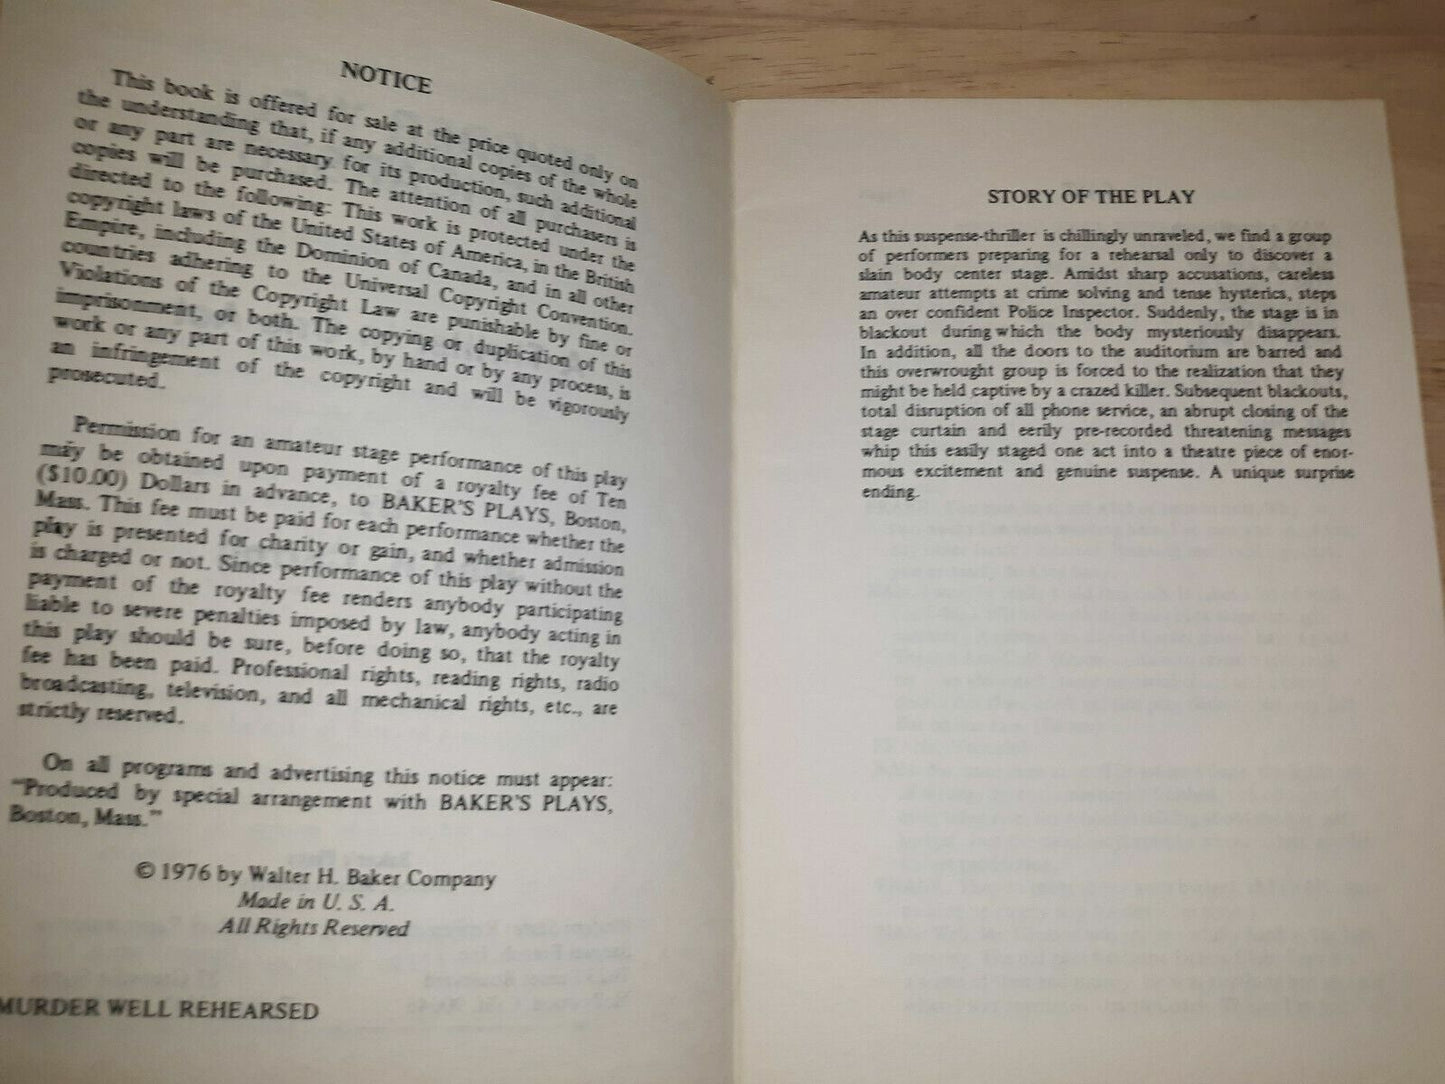 NOTICE
This book is offered for sale at the price quoted only on
the understanding that, if any additional copies of the whole
or any part are necessary for its production, such additional
copies will be purchased. The attention of all purchasers is
directed to the following: This work is protected under the
copyright laws of the United States of America, in the British
Empire, including the Dominion of Canada, and in all other
countries adhering to the Universal Copyright Convention.
Violations of the Copyright Law are punishable by fine or
imprisonment, or both. The copying or duplication of this
work or any part of this work, by hand or by any process, is
an infringement of the copyright and will be vigorously
prosecuted.
Permission for an amateur stage performance of this play
may be obtained upon payment of a royalty fee of Ten
($10.00) Dollars in advance, to BAKER'S PLAYS, Boston,
Mass. This fee must be paid for each performance whether the
play is presented for charity or gain, and whether admission
is charged or not. Since performance of this play without the
payment of the royalty fee renders anybody participating
liable to severe penalties imposed by law, anybody acting in
this play should be sure, before doing so, that the royalty
fee has been paid. Professional rights, reading rights, radio
broadcasting, television, and all mechanical rights, etc., are
strictly reserved.
On all programs and advertising this notice must appear:
"Produced by special arrangement with BAKER'S PLAYS,
Boston, Mass."
© 1976 by Walter H. Baker Company
Made in U. S. A.
All Rights Reserved
MURDER WELL REHEARSED
STORY OF THE PLAY
As this suspense-thriller is chillingly unraveled, we find a group
of performers preparing for a rehearsal only to discover a
slain body center stage. Amidst sharp accusations, careless
amateur attempts at crime solving and tense hysterics, steps
an over confident Police Inspector. Suddenly, the stage is in
blackout during which the body mysteriously disappears.
In addition, all the doors to the auditorium are barred and
this overwrought group is forced to the realization that they
might be held captive by a crazed killer. Subsequent blackouts,
total disruption of all phone service, an abrupt closing of the
stage curtain and eerily pre-recorded threatening messages
whip this easily staged one act into a theatre piece of enor-
mous excitement and genuine suspense. A unique surprise
ending.